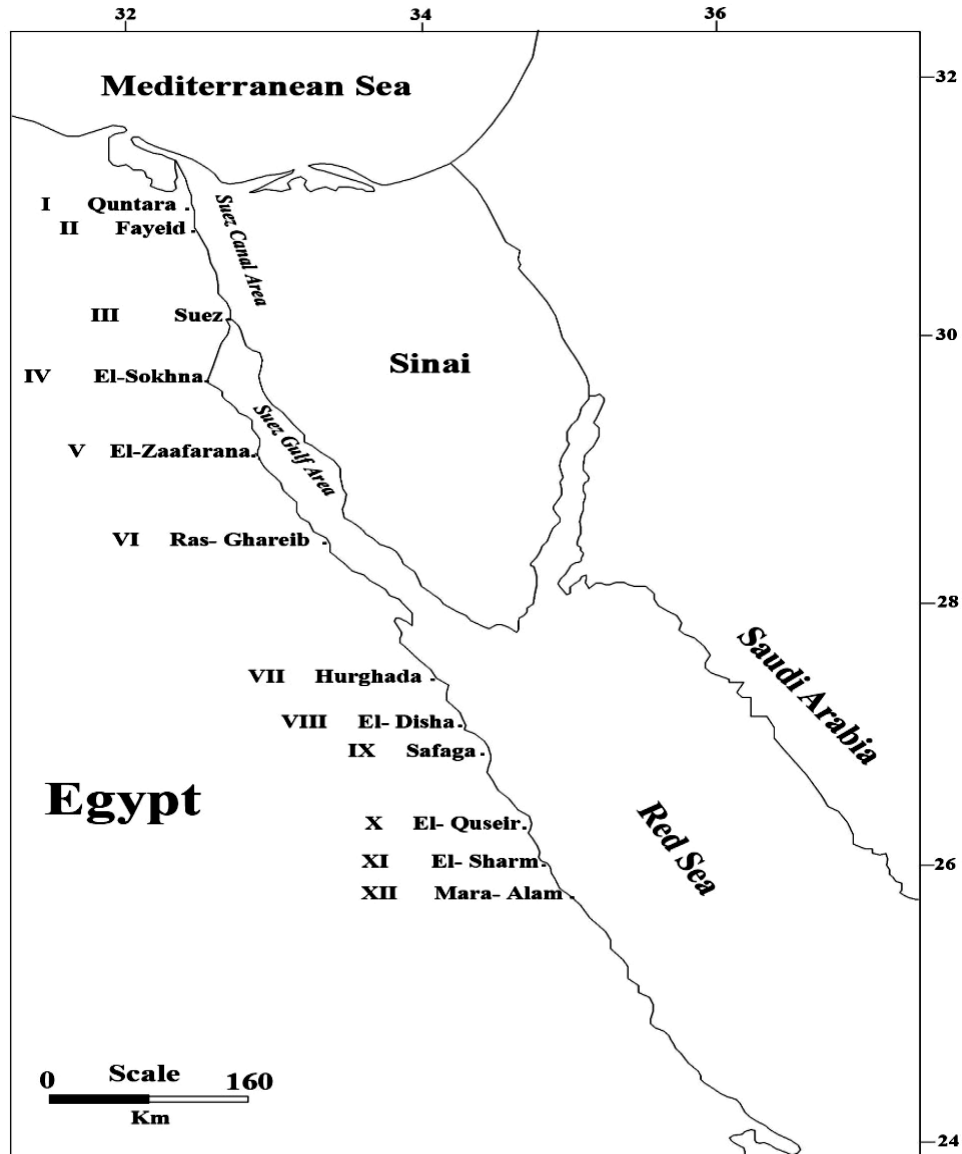 32 34 36
32
Mediterranean Sea
I Quntara
II Fayeid
Suez Canal Area
III Suez
30
Sinai
IV El-Sokhna
Suez Gulf Area
V El-Zaafarana
VI Ras- Ghareib
28
Saudi Arabia
VII Hurghada
VIII El- Disha
IX Safaga
Egypt
Red Sea
X El- Quseir
XI El- Sharm
26
XII Mara- Alam
0 Scale 160
Km
24